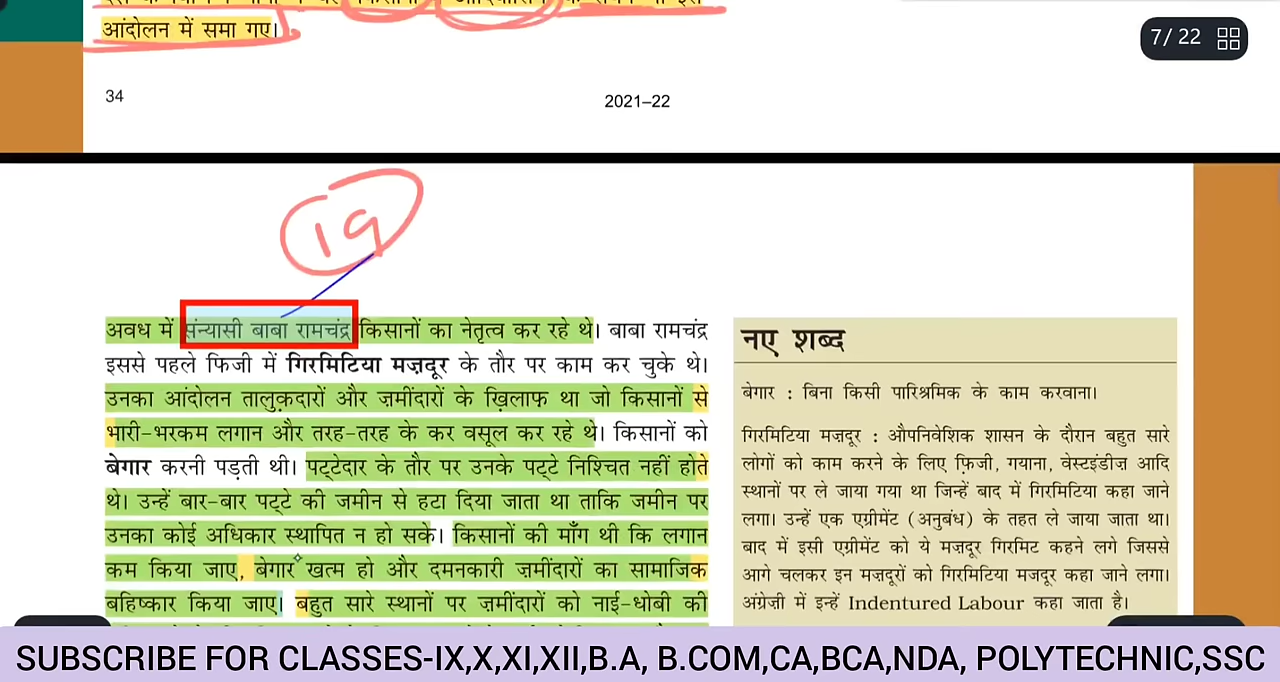 आंदोलन में समा गए।
7/ 22
34
2021–22
19
अवध में संन्यासी बाबा रामचंद्र किसानों का नेतृत्व कर रहे थे। बाबा रामचंद्र
इससे पहले फिजी में गिरमिटिया मज़दूर के तौर पर काम कर चुके थे।
उनका आंदोलन तालुक़दारों और ज़मींदारों के ख़िलाफ था जो किसानों से
भारी-भरकम लगान और तरह-तरह के कर वसूल कर रहे थे। किसानों को
बेगार करनी पड़ती थी। पट्टेदार के तौर पर उनके पट्टे निश्चित नहीं होते
थे। उन्हें बार-बार पट्टे की जमीन से हटा दिया जाता था ताकि जमीन पर
उनका कोई अधिकार स्थापित न हो सके। किसानों की माँग थी कि लगान
कम किया जाए, बेगार खत्म हो और दमनकारी ज़मींदारों का सामाजिक
बहिष्कार किया जाए। बहुत सारे स्थानों पर ज़मींदारों को नाई-धोबी की
नए शब्द
बेगार : बिना किसी पारिश्रमिक के काम करवाना।
गिरमिटिया मज़दूर : औपनिवेशिक शासन के दौरान बहुत सारे
लोगों को काम करने के लिए फ़िजी, गयाना, वेस्टइंडीज़ आदि
स्थानों पर ले जाया गया था जिन्हें बाद में गिरमिटिया कहा जाने
लगा। उन्हें एक एग्रीमेंट (अनुबंध) के तहत ले जाया जाता था।
बाद में इसी एग्रीमेंट को ये मज़दूर गिरमिट कहने लगे जिससे
आगे चलकर इन मज़दूरों को गिरमिटिया मजदूर कहा जाने लगा।
अंग्रेज़ी में इन्हें Indentured Labour कहा जाता है।
SUBSCRIBE FOR CLASSES-IX,X,XI,XII,B.A, B.COM,CA,BCA,NDA, POLYTECHNIC,SSC